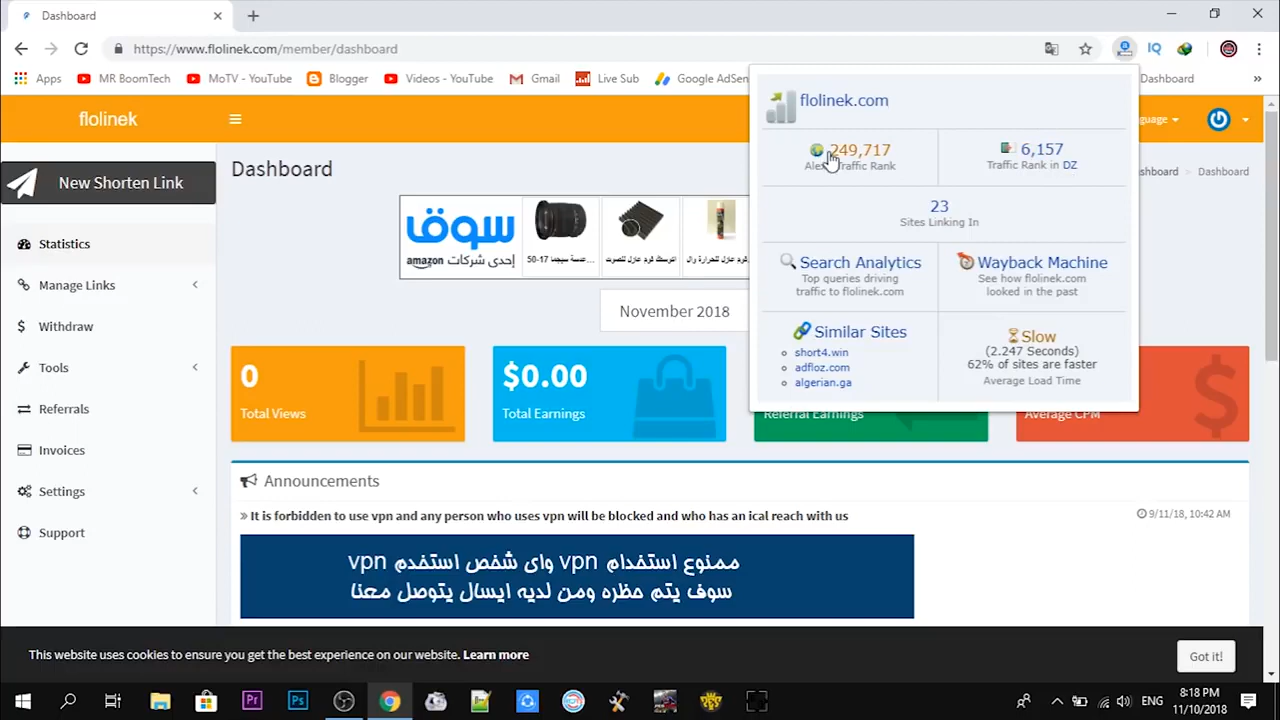 Dashboard
https://www.flolinek.com/member/dashboard
IQ
Apps
MR BoomTech
MoTV - YouTube
Blogger
Videos - YouTube
Gmail
Live Sub
Google AdSen
Dashboard
»
flolinek
New Shorten Link
Statistics
Manage Links
Withdraw
Tools
Referrals
Invoices
Settings
Support
Dashboard
Dashboard
سوق
إحدى شركات amazon
November 2018
flolinek.com
249,717
Traffic Rank
6,157
Traffic Rank in DZ
23
Sites Linking In
Search Analytics
Top queries driving
traffic to flolinek.com
Wayback Machine
See how flolinek.com
looked in the past
Similar Sites
short4.win
adfloz.com
algerian.ga
Slow
(2.247 Seconds)
62% of sites are faster
Average Load Time
0
Total Views
$0.00
Total Earnings
Referral Earnings
Average CPM
Announcements
» It is forbidden to use vpn and any person who uses vpn will be blocked and who has an ical reach with us
9/11/18, 10:42 AM
ممنوع استخدام vpn واى شخص استخدم vpn
سوف يتم حظره ومن لديه ايسال يتوصل معنا
This website uses cookies to ensure you get the best experience on our website. Learn more
Got it!
Pr
Ps
ENG
8:18 PM
11/10/2018